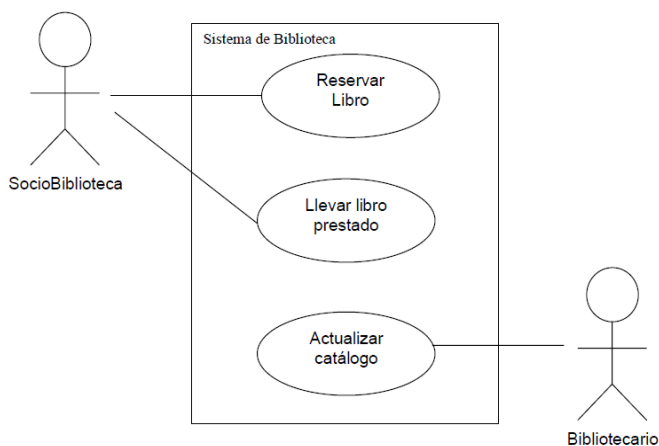 Sistema de Biblioteca
Reservar
Libro
SocioBiblioteca
Llevar libro
prestado
Actualizar
catálogo
Bibliotecario